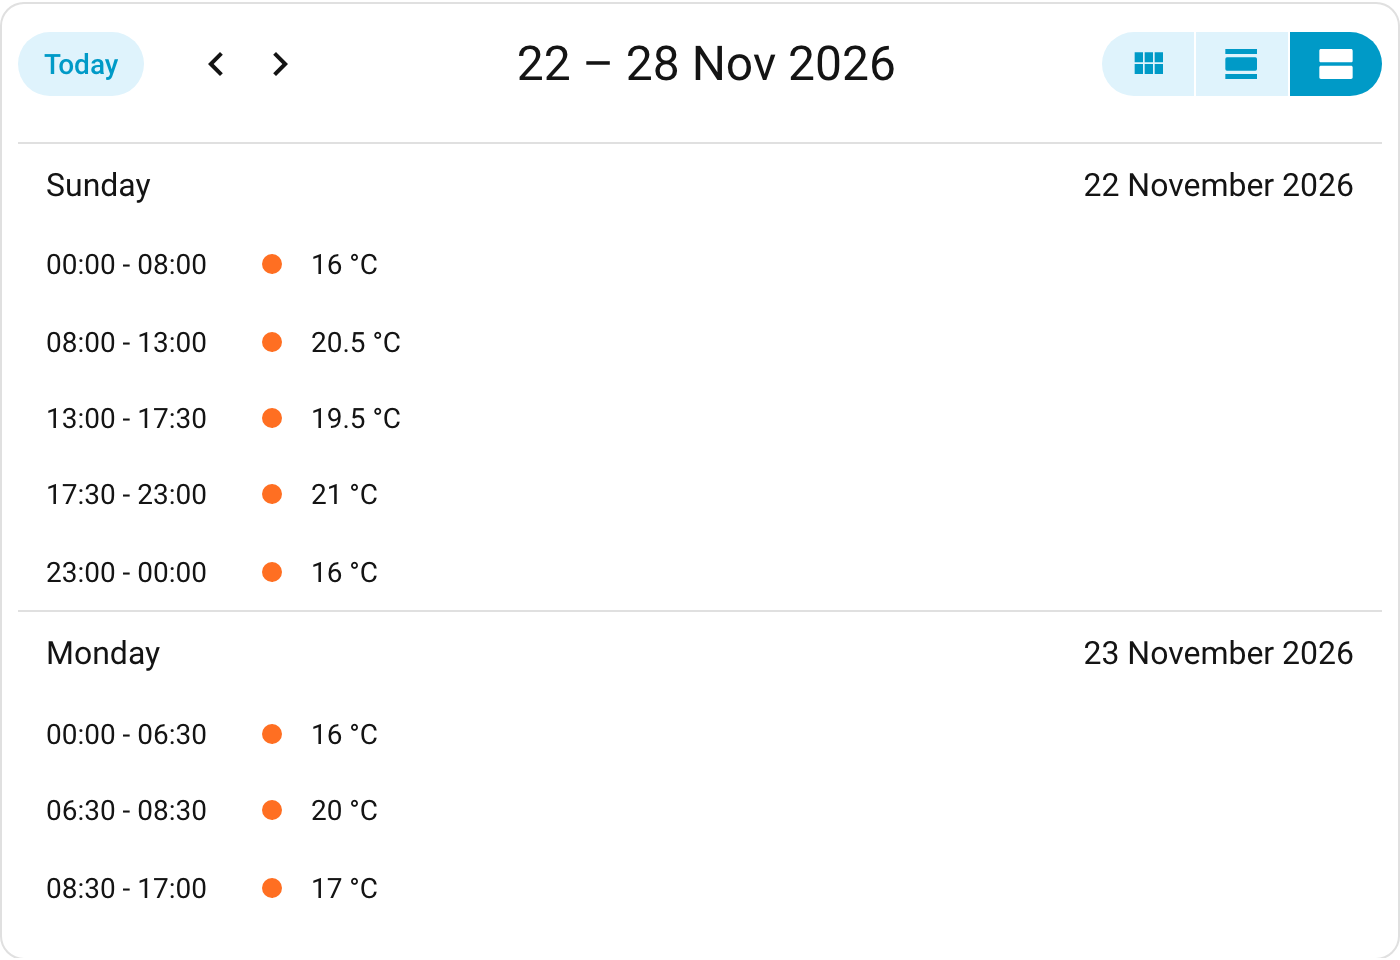 Today
22 – 28 Nov 2026
Sunday 22 November 2026
00:00 - 08:00 16 °C
08:00 - 13:00 20.5 °C
13:00 - 17:30 19.5 °C
17:30 - 23:00 21 °C
23:00 - 00:00 16 °C
Monday 23 November 2026
00:00 - 06:30 16 °C
06:30 - 08:30 20 °C
08:30 - 17:00 17 °C